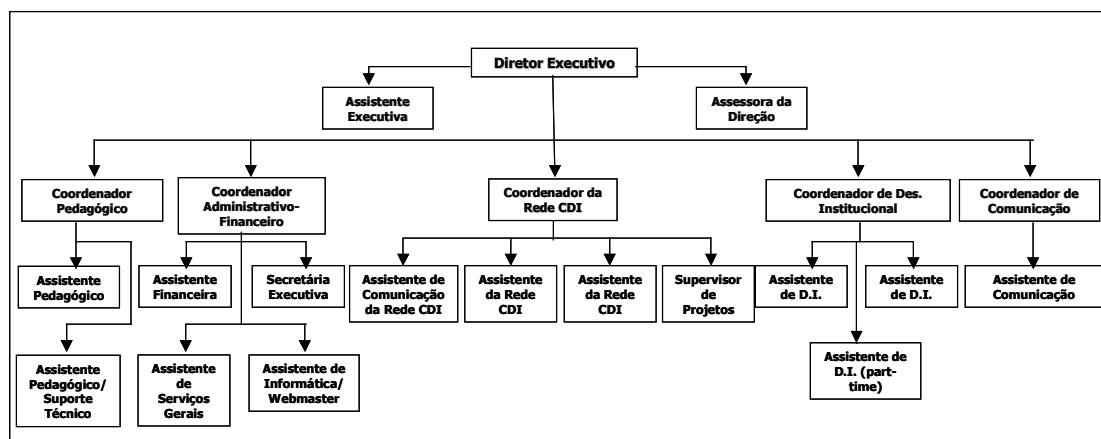 Diretor Executivo
Assistente
Executiva
Assessora da
Direção
Coordenador
Pedagógico
Coordenador
Administrativo-
Financeiro
Coordenador da
Rede CDI
Coordenador de Des.
Institucional
Coordenador de
Comunicação
Assistente
Pedagógico
Assistente
Financeira
Secretária
Executiva
Assistente de
Comunicação
da Rede CDI
Assistente
da Rede
CDI
Assistente
da Rede
CDI
Supervisor
de
Projetos
Assistente
de D.I.
Assistente
de D.I.
Assistente de
Comunicação
Assistente
Pedagógico/
Suporte
Técnico
Assistente
de
Serviços
Gerais
Assistente de
Informática/
Webmaster
Assistente de
D.I. (part-
time)